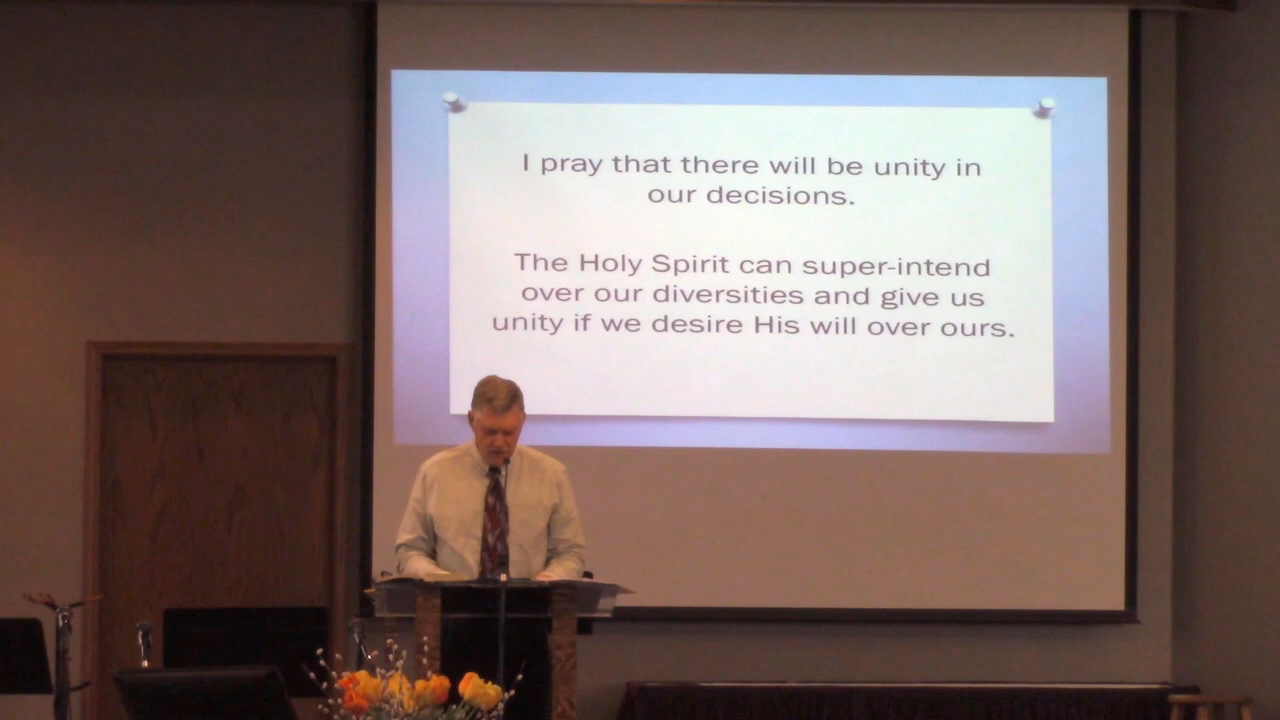 I pray that there will be unity in
our decisions.
The Holy Spirit can super-intend
over our diversities and give us
unity if we desire His will over ours.